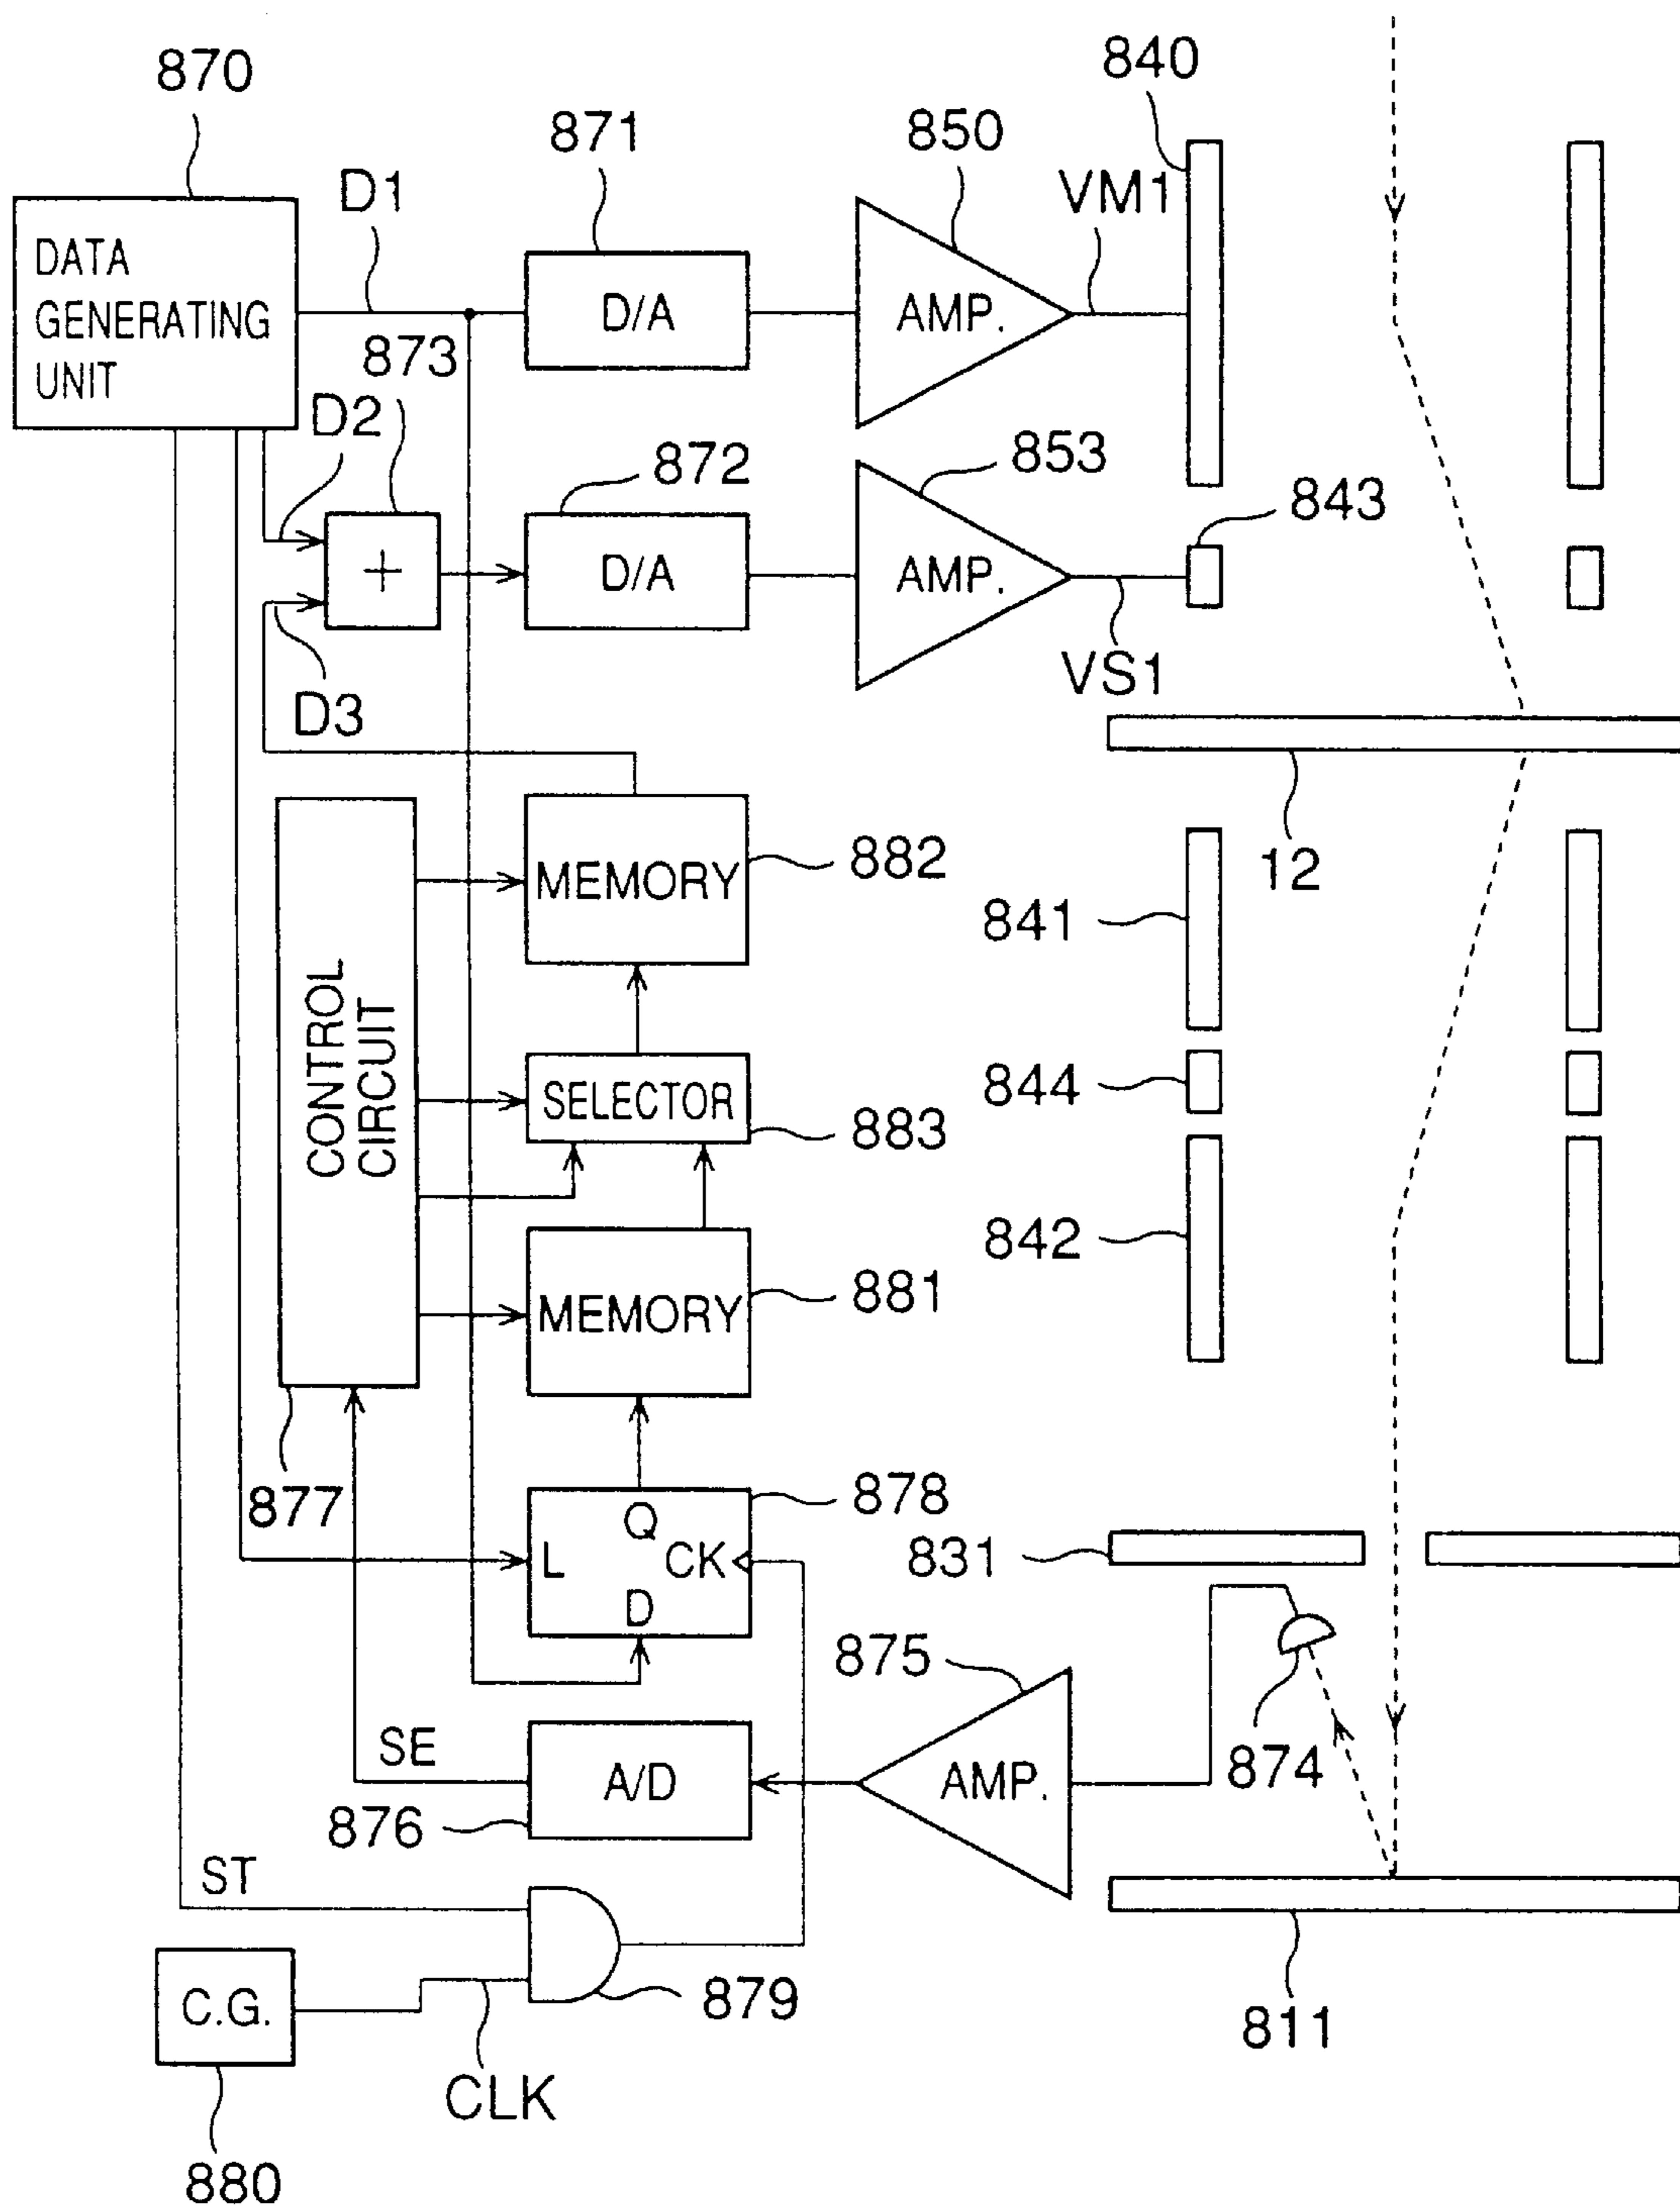 870
840
871
850
D1
VM1
DATA
GENERATING
UNIT
D/A
AMP.
873
D2
872
853
843
+
D/A
AMP.
D3
VS1
12
MEMORY
882
841
CONTROL
CIRCUIT
SELECTOR
883
844
842
MEMORY
881
877
Q
878
L
CK
D
831
875
874
SE
A/D
AMP.
876
ST
811
C.G.
879
CLK
880